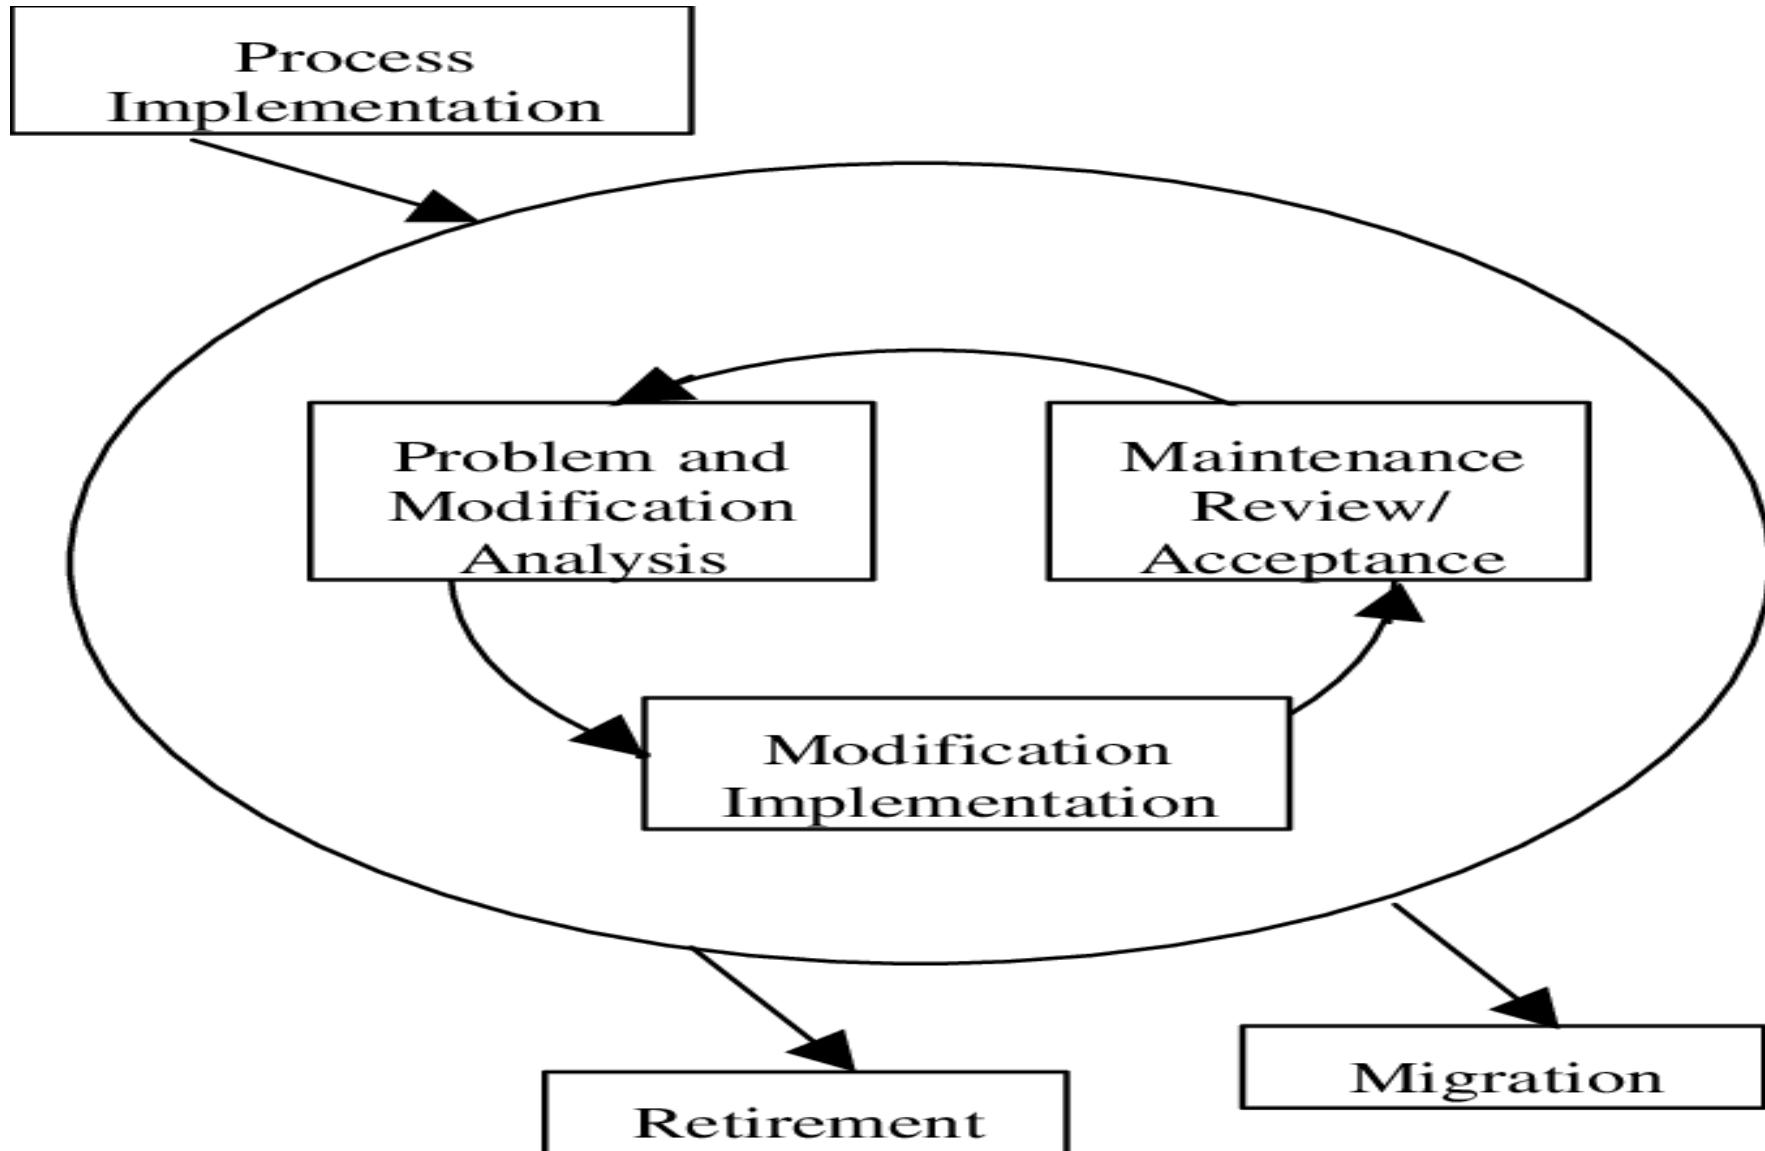 Process
Implementation
Problem and
Modification
Analysis
Maintenance
Review/
Acceptance
Modification
Implementation
Migration
Retirement